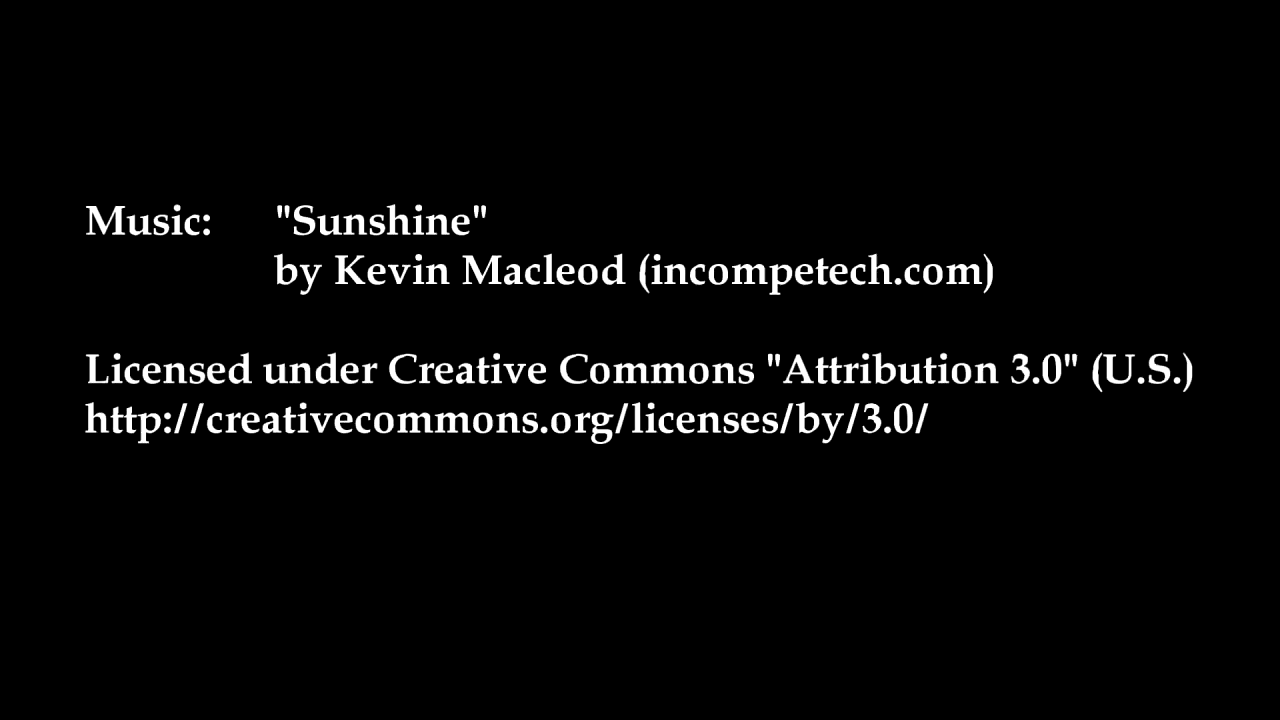 Music: "Sunshine"
by Kevin Macleod (incompetech.com)
Licensed under Creative Commons "Attribution 3.0" (U.S.)
http://creativecommons.org/licenses/by/3.0/